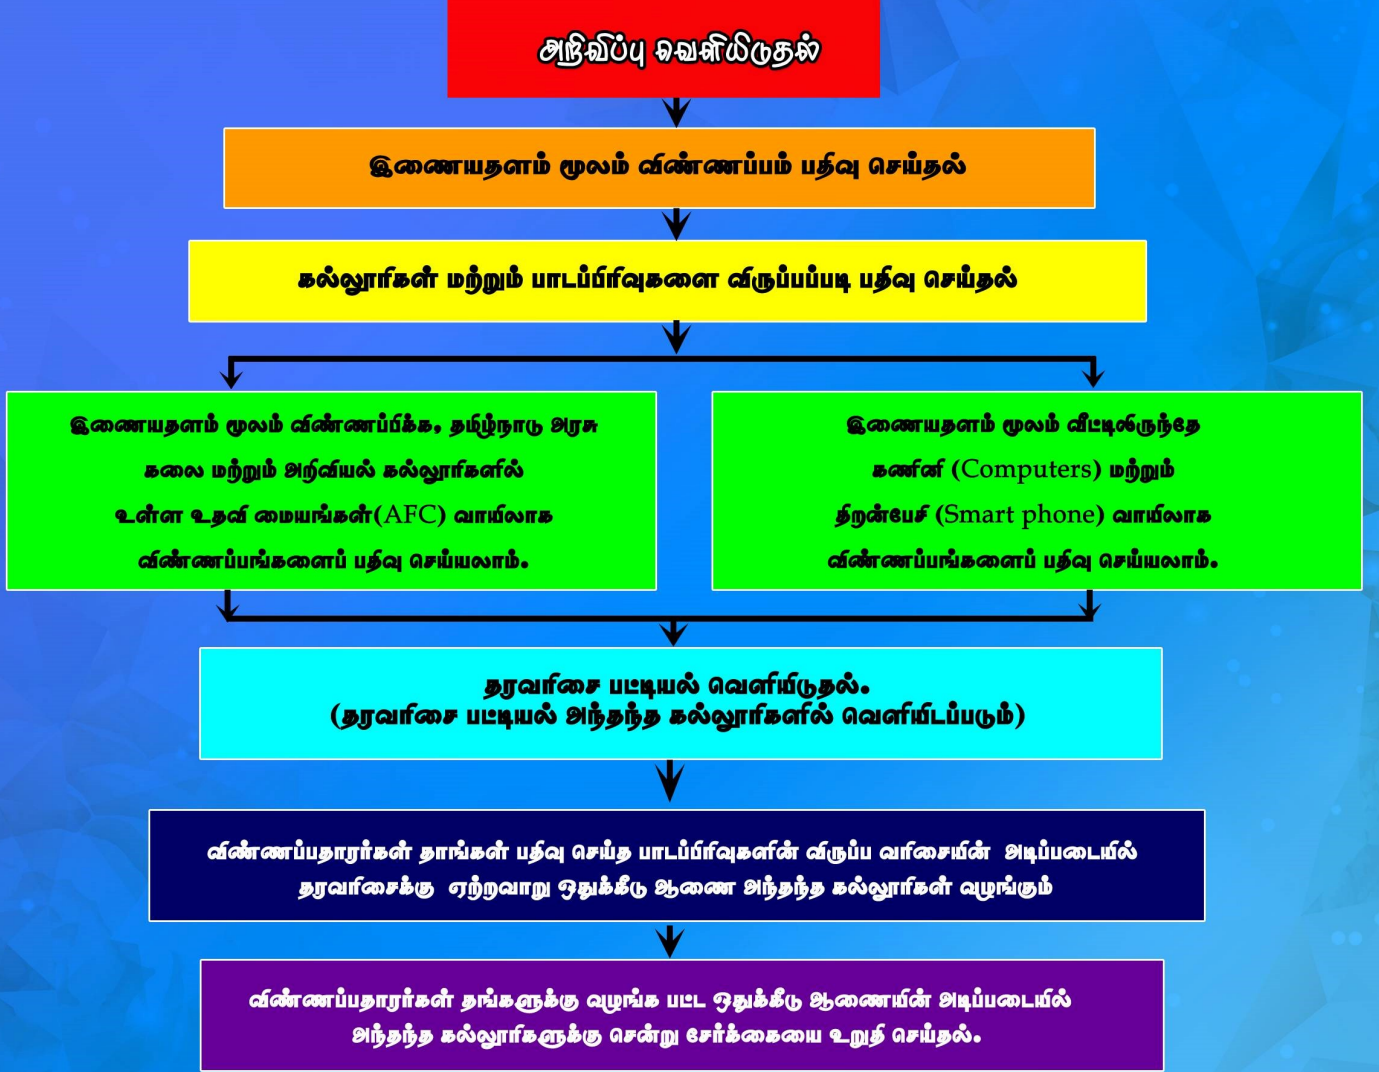 அறிவிப்பு வெளியிடுதல்
இணையதளம் மூலம் விண்ணப்பம் பதிவு செய்தல்
கல்லூரிகள் மற்றும் பாடப்பிரிவுகளை விருப்பப்படி பதிவு செய்தல்
இணையதளம் மூலம் விண்ணப்பிக்க, தமிழ்நாடு அரசு
கலை மற்றும் அறிவியல் கல்லூரிகளில்
உள்ள உதவி மையங்கள்(AFC) வாயிலாக
விண்ணப்பங்களைப் பதிவு செய்யலாம்.
இணையதளம் மூலம் வீட்டிலிருந்தே
கணினி (Computers) மற்றும்
திறன்பேசி (Smart phone) வாயிலாக
விண்ணப்பங்களைப் பதிவு செய்யலாம்.
தரவரிசை பட்டியல் வெளியிடுதல்.
(தரவரிசை பட்டியல் அந்தந்த கல்லூரிகளில் வெளியிடப்படும்)
விண்ணப்பதாரர்கள் தாங்கள் பதிவு செய்த பாடப்பிரிவுகளின் விருப்ப வரிசையின் அடிப்படையில்
தரவரிசைக்கு ஏற்றவாறு ஒதுக்கீடு ஆணை அந்தந்த கல்லூரிகள் வழங்கும்
விண்ணப்பதாரர்கள் தங்களுக்கு வழங்க பட்ட ஒதுக்கீடு ஆணையின் அடிப்படையில்
அந்தந்த கல்லூரிகளுக்கு சென்று சேர்க்கையை உறுதி செய்தல்.